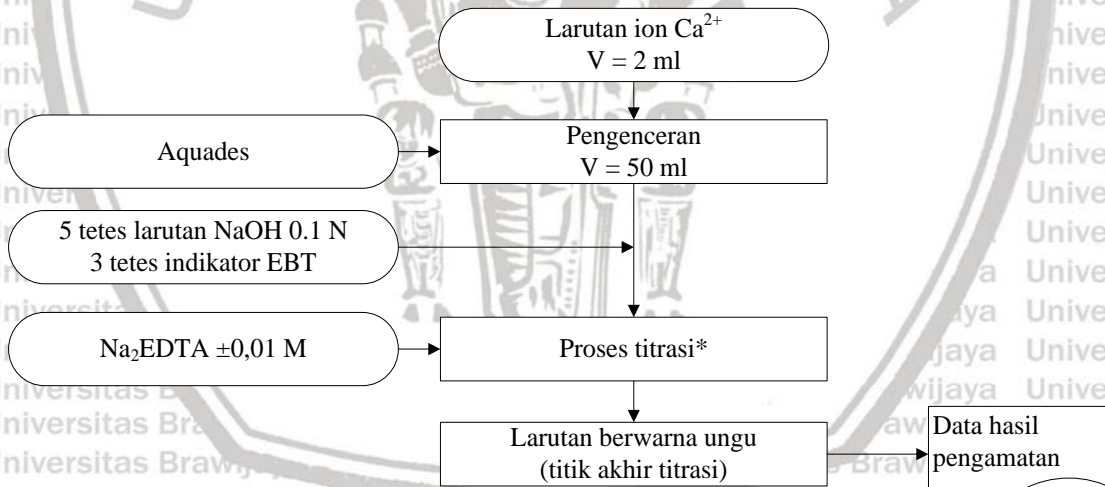 Larutan ion Ca²⁺
V = 2 ml
Aquades
Pengenceran
V = 50 ml
5 tetes larutan NaOH 0.1 N
3 tetes indikator EBT
Na₂EDTA ±0,01 M
Proses titrasi*
Larutan berwarna ungu
(titik akhir titrasi)
Data hasil
pengamatan